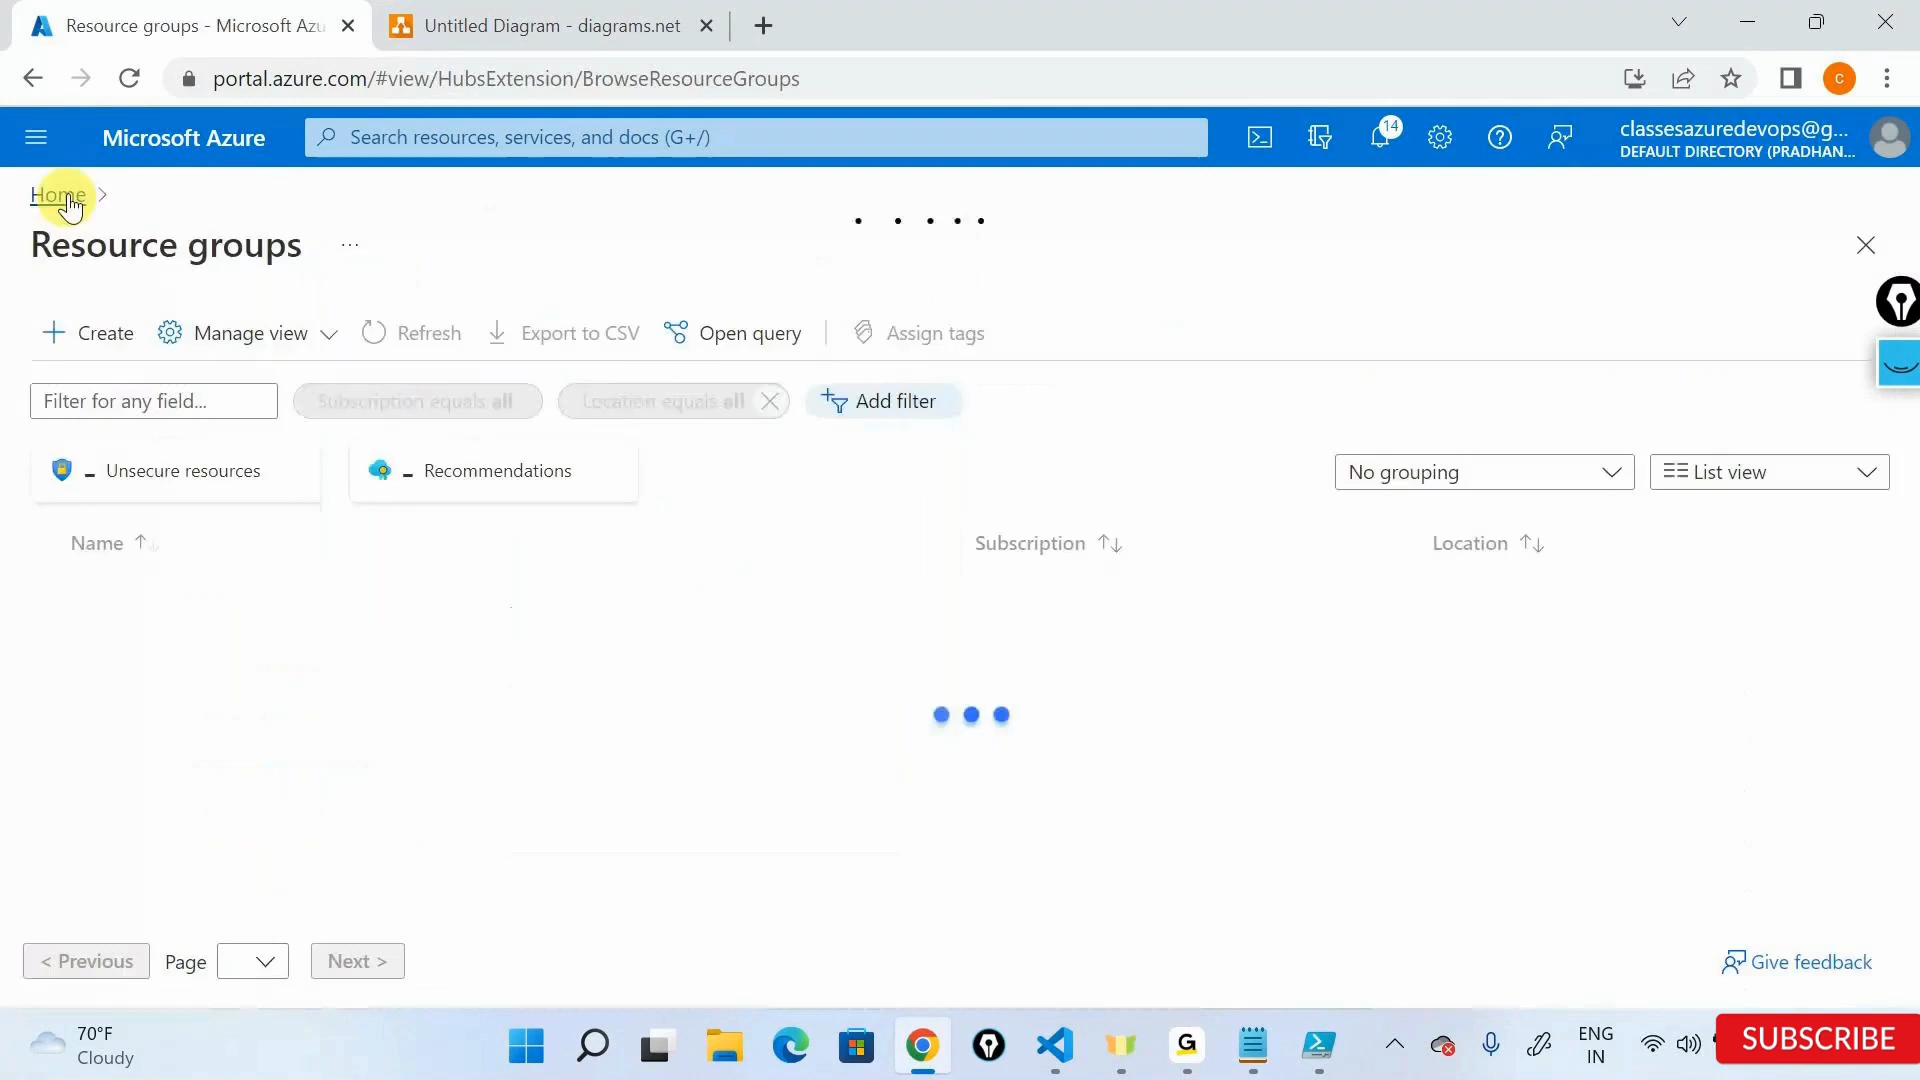 Resource groups - Microsoft Azu
Untitled Diagram - diagrams.net
portal.azure.com/#view/HubsExtension/BrowseResourceGroups
c
Microsoft Azure
Search resources, services, and docs (G+/)
14
classesazuredevops@g...
DEFAULT DIRECTORY (PRADHAN...
Home
Resource groups
...
Create
Manage view
Refresh
Export to CSV
Open query
Assign tags
Filter for any field...
Subscription equals all
Location equals all
Add filter
- Unsecure resources
- Recommendations
No grouping
List view
Name
Subscription
Location
< Previous
Page
Next >
Give feedback
70°F
Cloudy
G
ENG
IN
SUBSCRIBE